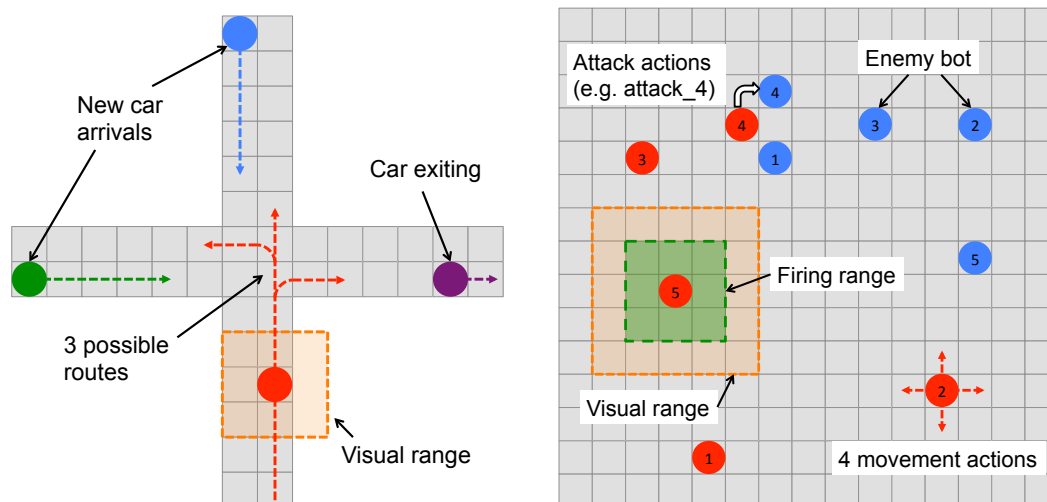 New car
arrivals
Car exiting
3 possible
routes
Visual range
Attack actions
(e.g. attack_4)
Enemy bot
4
4
3
2
3
1
5
5
Firing range
Visual range
2
1
4 movement actions